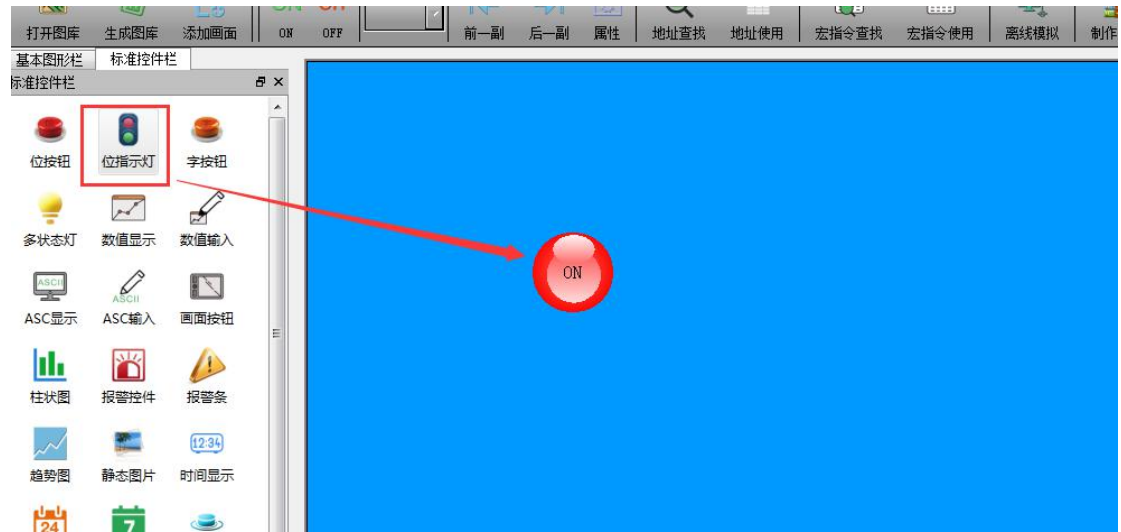 打开图库 生成图库 添加画面 ON OFF 前一副 后一副 属性 地址查找 地址使用 宏指令查找 宏指令使用 离线模拟 制作
基本图形栏 标准控件栏
标准控件栏
位按钮 位指示灯 字按钮
多状态灯 数值显示 数值输入
ASCII ASCII
ASC显示 ASC输入 画面按钮
ON
柱状图 报警控件 报警条
12:34
趋势图 静态图片 时间显示
24 7